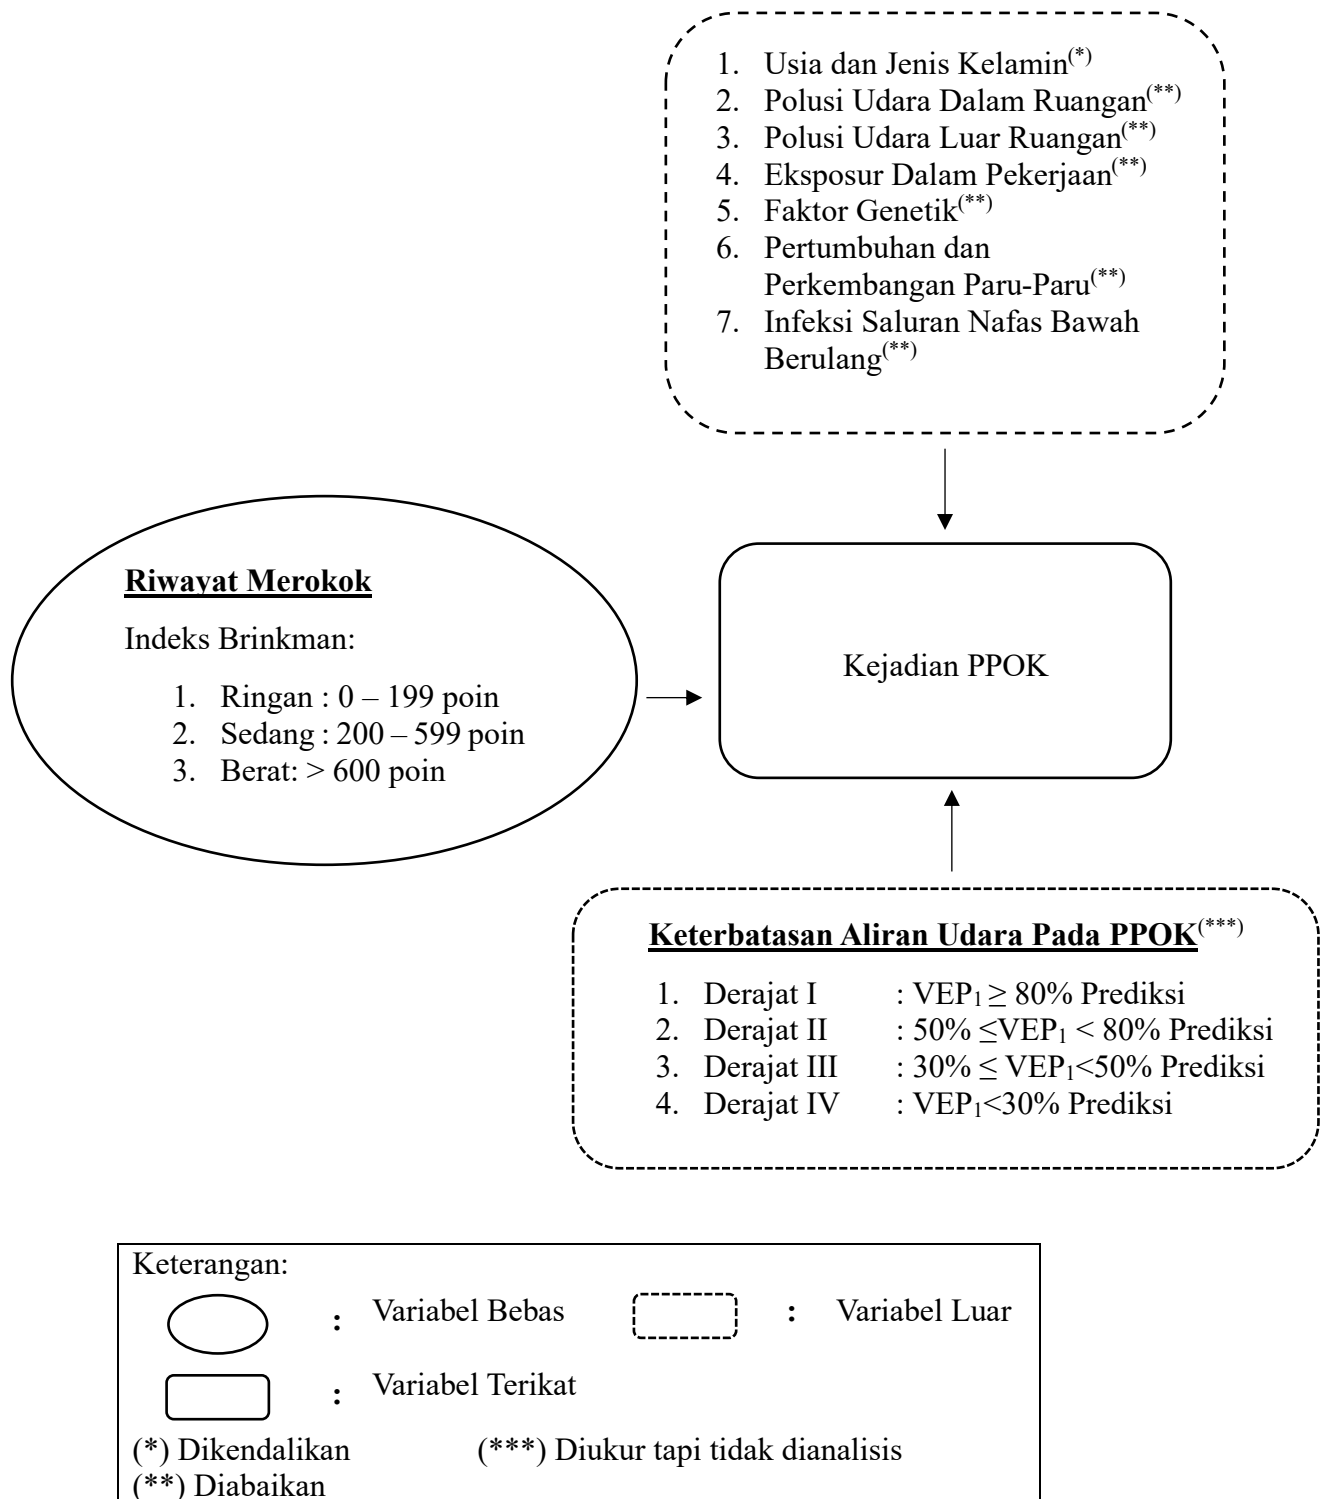 1. Usia dan Jenis Kelamin(*)
2. Polusi Udara Dalam Ruangan(**)
3. Polusi Udara Luar Ruangan(**)
4. Eksposur Dalam Pekerjaan(**)
5. Faktor Genetik(**)
6. Pertumbuhan dan
Perkembangan Paru-Paru(**)
7. Infeksi Saluran Nafas Bawah
Berulang(**)
Riwayat Merokok
Indeks Brinkman:
1. Ringan : 0 – 199 poin
2. Sedang : 200 – 599 poin
3. Berat: > 600 poin
Kejadian PPOK
Keterbatasan Aliran Udara Pada PPOK(***)
1. Derajat I : VEP₁ ≥ 80% Prediksi
2. Derajat II : 50% ≤VEP₁ < 80% Prediksi
3. Derajat III : 30% ≤ VEP₁<50% Prediksi
4. Derajat IV : VEP₁<30% Prediksi
Keterangan:
: Variabel Bebas : Variabel Luar
: Variabel Terikat
(*) Dikendalikan (***) Diukur tapi tidak dianalisis
(**) Diabaikan